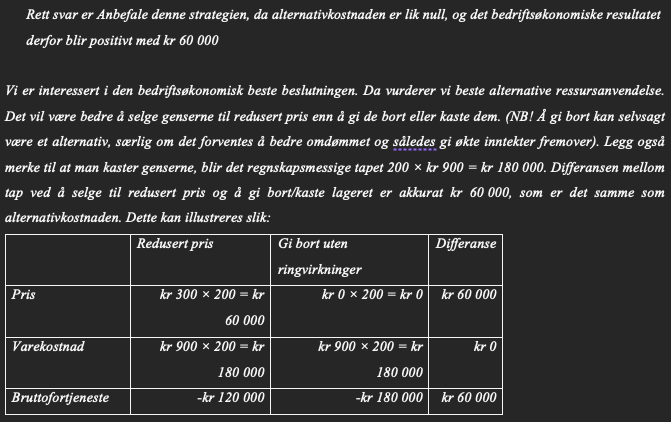 Rett svar er Anbefale denne strategien, da alternativkostnaden er lik null, og det bedriftsøkonomiske resultatet
derfor blir positivt med kr 60 000
Vi er interessert i den bedriftsøkonomisk beste beslutningen. Da vurderer vi beste alternative ressursanvendelse.
Det vil være bedre å selge genserne til redusert pris enn å gi de bort eller kaste dem. (NB! Å gi bort kan selvsagt
være et alternativ, særlig om det forventes å bedre omdømmet og således gi økte inntekter fremover). Legg også
merke til at man kaster genserne, blir det regnskapsmessige tapet 200 × kr 900 = kr 180 000. Differansen mellom
tap ved å selge til redusert pris og å gi bort/kaste lageret er akkurat kr 60 000, som er det samme som
alternativkostnaden. Dette kan illustreres slik:
Redusert pris Gi bort uten Differanse
ringvirkninger
Pris kr 300 × 200 = kr kr 0 × 200 = kr 0 kr 60 000
60 000
Varekostnad kr 900 × 200 = kr kr 900 × 200 = kr kr 0
180 000 180 000
Bruttofortjeneste -kr 120 000 -kr 180 000 kr 60 000